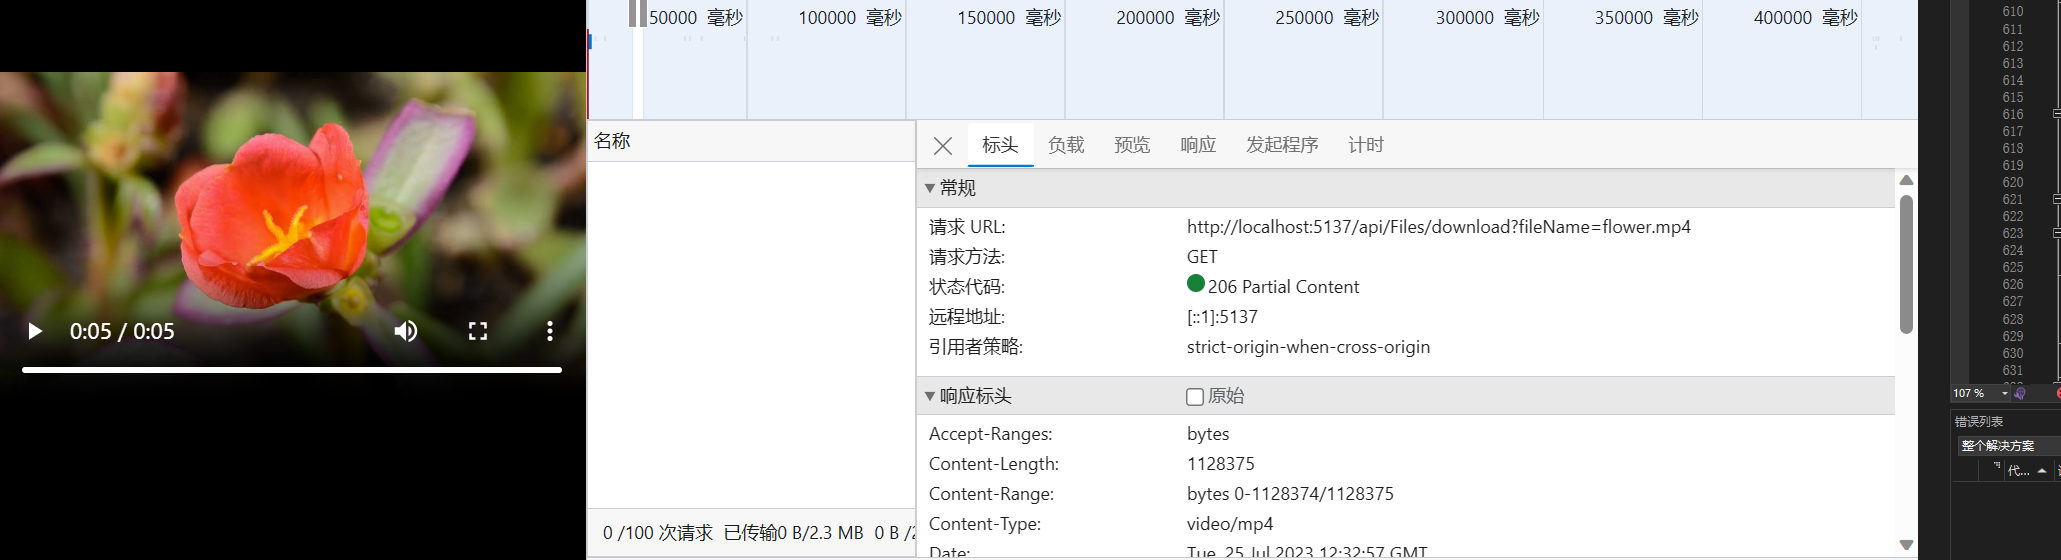 50000 毫秒 100000 毫秒 150000 毫秒 200000 毫秒 250000 毫秒 300000 毫秒 350000 毫秒 400000 毫秒
名称
标头 负载 预览 响应 发起程序 计时
常规
请求 URL: http://localhost:5137/api/Files/download?fileName=flower.mp4
请求方法: GET
状态代码: 206 Partial Content
远程地址: [::1]:5137
引用者策略: strict-origin-when-cross-origin
响应标头 原始
Accept-Ranges: bytes
Content-Length: 1128375
Content-Range: bytes 0-1128374/1128375
Content-Type: video/mp4
Date: Tue, 25 Jul 2023 12:32:57 GMT
0 /100 次请求 已传输0 B/2.3 MB 0 B /2
0:05 / 0:05
610
611
612
613
614
615
616
617
618
619
620
621
622
623
624
625
626
627
628
629
630
631
107 %
错误列表
整个解决方案
代...